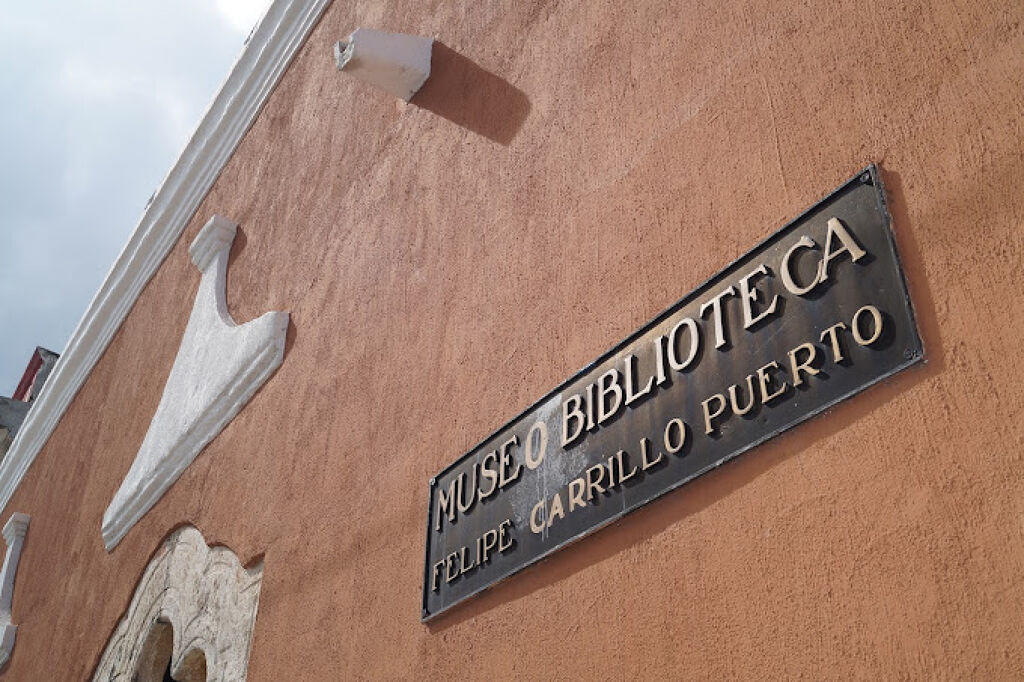 MUSEO BIBLIOTECA
FELIPE CARRILLO PUERTO